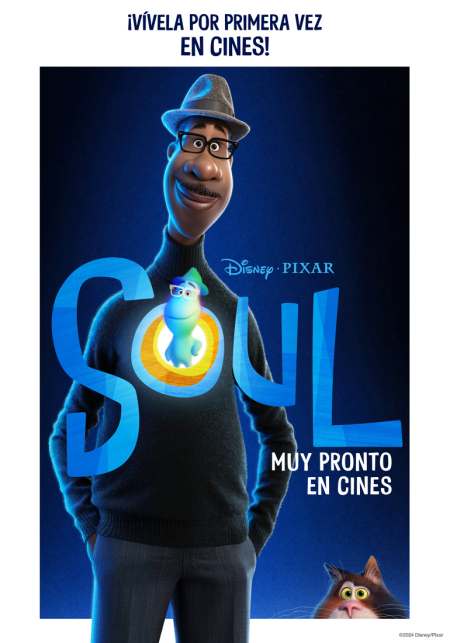 ¡VÍVELA POR PRIMERA VEZ
EN CINES!
Disney · PIXAR
SOUL
MUY PRONTO
EN CINES
©2024 Disney/Pixar